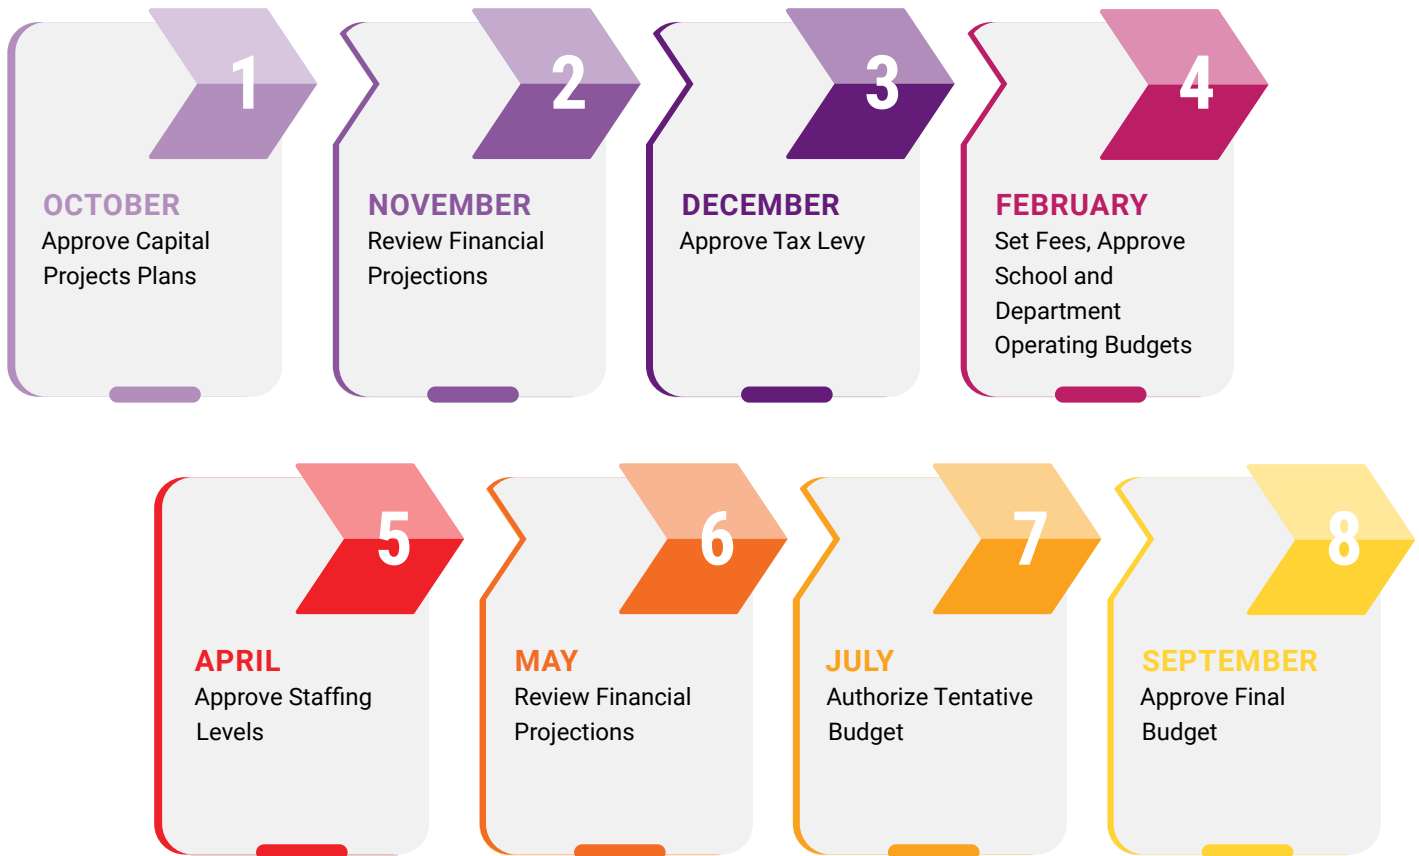 1
OCTOBER
Approve Capital
Projects Plans
2
NOVEMBER
Review Financial
Projections
3
DECEMBER
Approve Tax Levy
4
FEBRUARY
Set Fees, Approve
School and
Department
Operating Budgets
5
APRIL
Approve Staffing
Levels
6
MAY
Review Financial
Projections
7
JULY
Authorize Tentative
Budget
8
SEPTEMBER
Approve Final
Budget